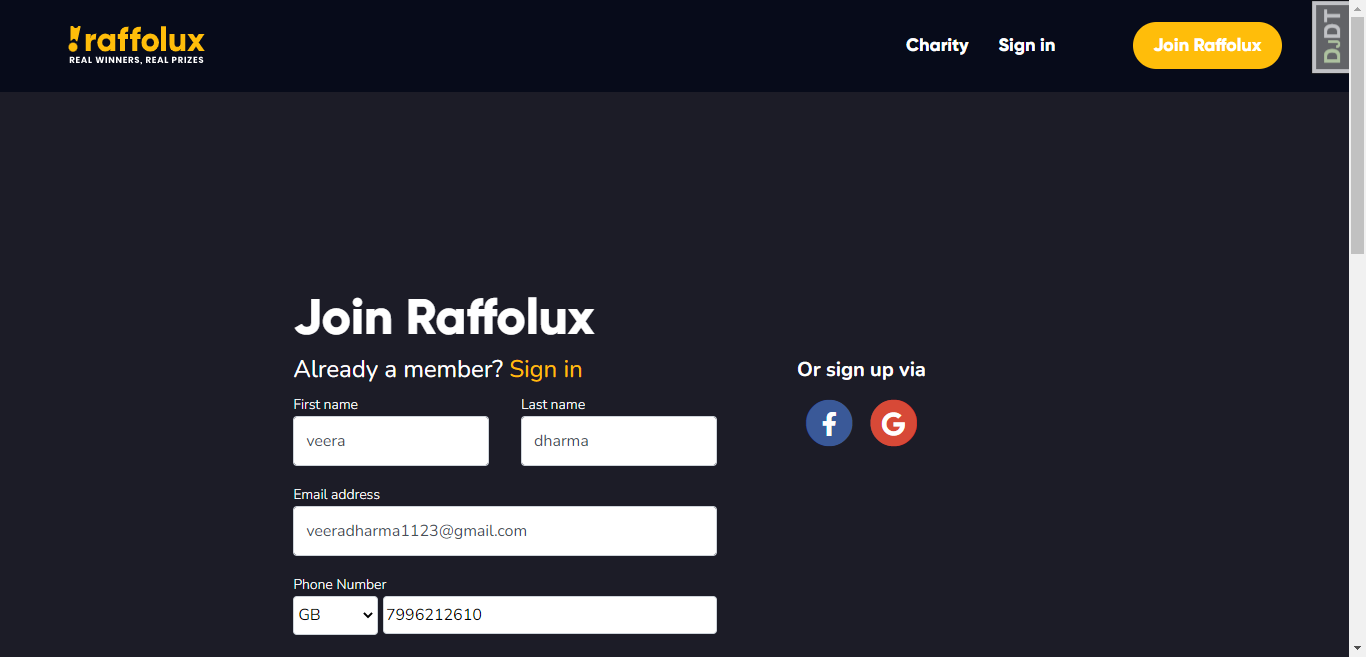 raffolux
REAL WINNERS, REAL PRIZES
Charity
Sign in
Join Raffolux
DJDT
Join Raffolux
Already a member? Sign in
Or sign up via
First name
Last name
veera
dharma
Email address
veeradharma1123@gmail.com
Phone Number
GB
7996212610